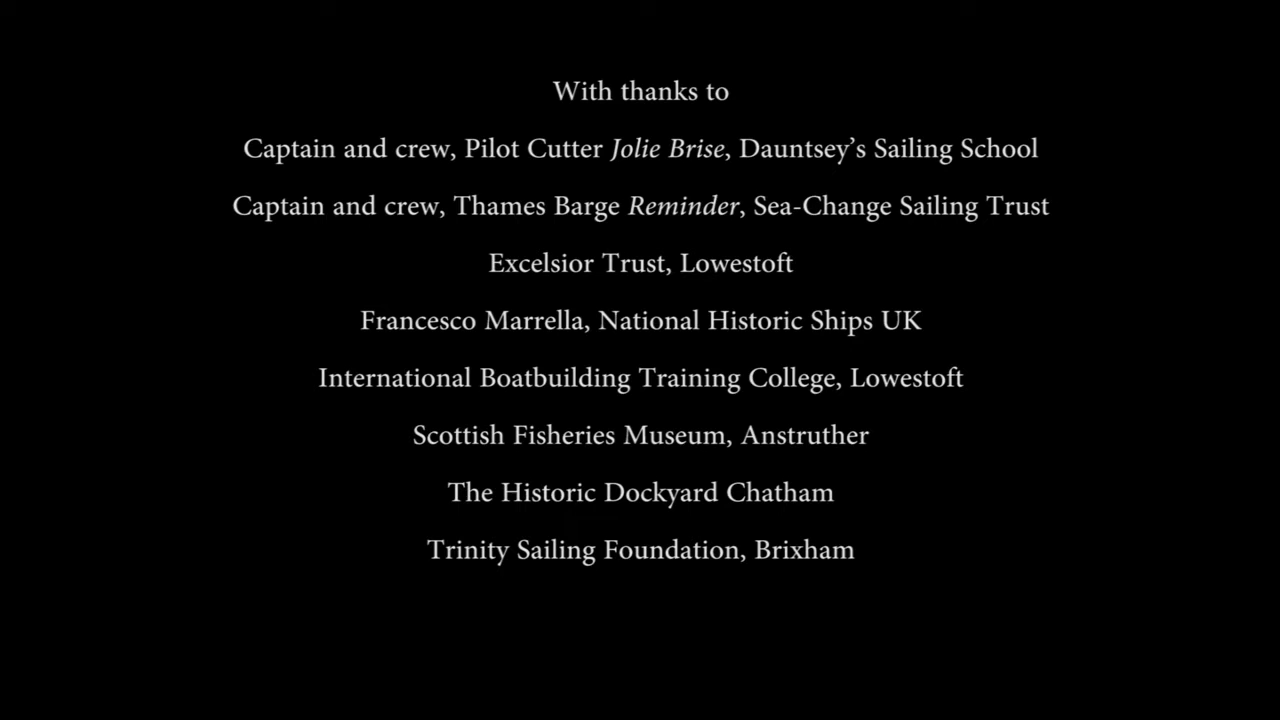 With thanks to
Captain and crew, Pilot Cutter Jolie Brise, Dauntsey’s Sailing School
Captain and crew, Thames Barge Reminder, Sea-Change Sailing Trust
Excelsior Trust, Lowestoft
Francesco Marrella, National Historic Ships UK
International Boatbuilding Training College, Lowestoft
Scottish Fisheries Museum, Anstruther
The Historic Dockyard Chatham
Trinity Sailing Foundation, Brixham